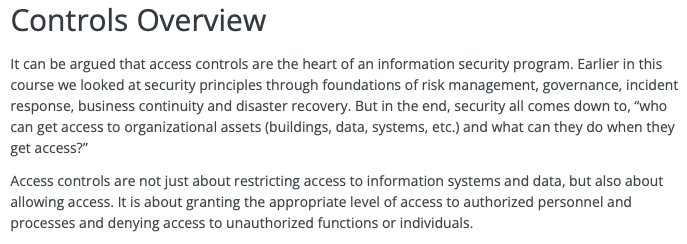 Controls Overview
It can be argued that access controls are the heart of an information security program. Earlier in this
course we looked at security principles through foundations of risk management, governance, incident
response, business continuity and disaster recovery. But in the end, security all comes down to, “who
can get access to organizational assets (buildings, data, systems, etc.) and what can they do when they
get access?”
Access controls are not just about restricting access to information systems and data, but also about
allowing access. It is about granting the appropriate level of access to authorized personnel and
processes and denying access to unauthorized functions or individuals.